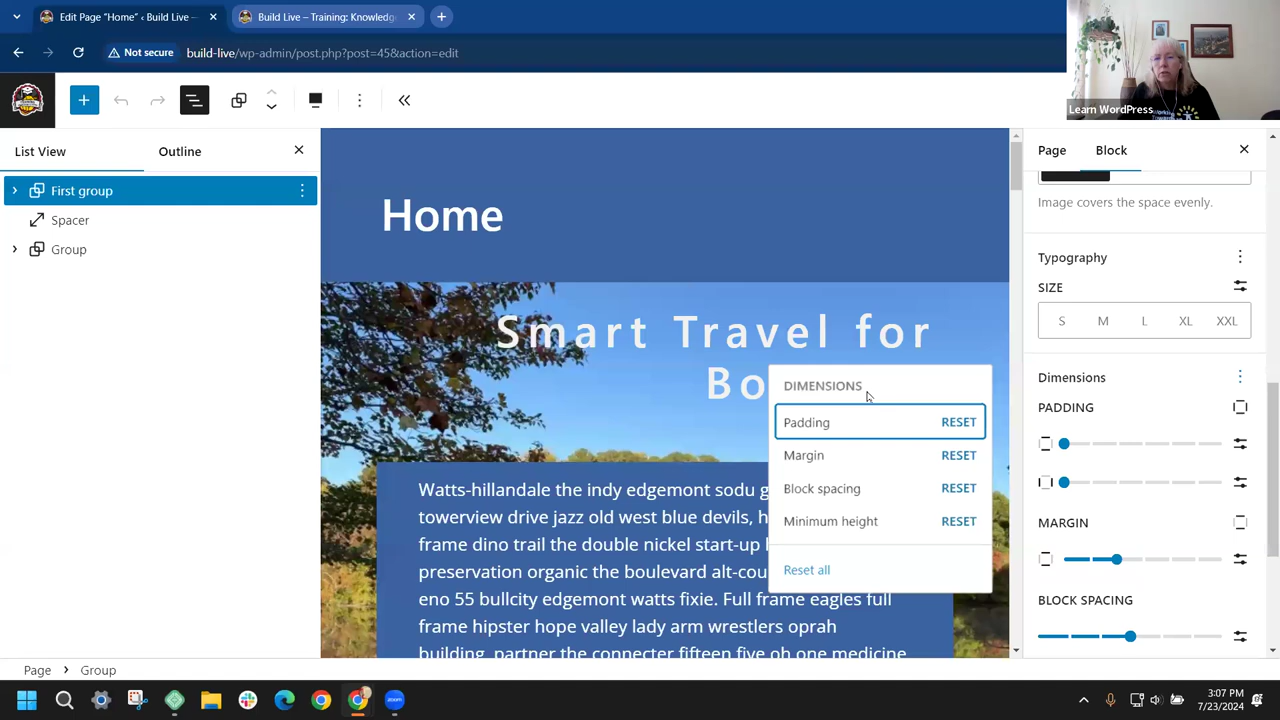 Edit Page “Home” ‹ Build Live –
Build Live – Training: Knowledge
Not secure
build-live/wp-admin/post.php?post=45&action=edit
Learn WordPress
List View
Outline
First group
Spacer
Group
Home
Smart Travel for
Bo
Watts-hillandale the indy edgemont sodu g
towerview drive jazz old west blue devils, h
frame dino trail the double nickel start-up
preservation organic the boulevard alt-cou
eno 55 bullcity edgemont watts fixie. Full frame eagles full
frame hipster hope valley lady arm wrestlers oprah
building, partner the connecter fifteen five oh one medicine
DIMENSIONS
Padding RESET
Margin RESET
Block spacing RESET
Minimum height RESET
Reset all
Page
Block
Image covers the space evenly.
Typography
SIZE
S M L XL XXL
Dimensions
PADDING
MARGIN
BLOCK SPACING
Page
Group
3:07 PM
7/23/2024